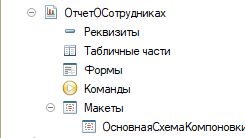 ОтчетОСотрудниках
Реквизиты
Табличные части
Формы
Команды
Макеты
ОсновнаяСхемаКомпоновки